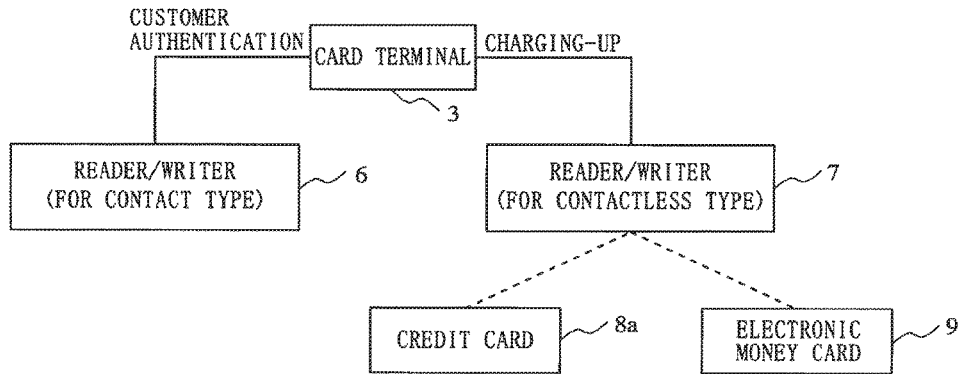 CUSTOMER
AUTHENTICATION
CARD TERMINAL
CHARGING-UP
3
READER/WRITER
(FOR CONTACT TYPE)
6
READER/WRITER
(FOR CONTACTLESS TYPE)
7
CREDIT CARD
8a
ELECTRONIC
MONEY CARD
9